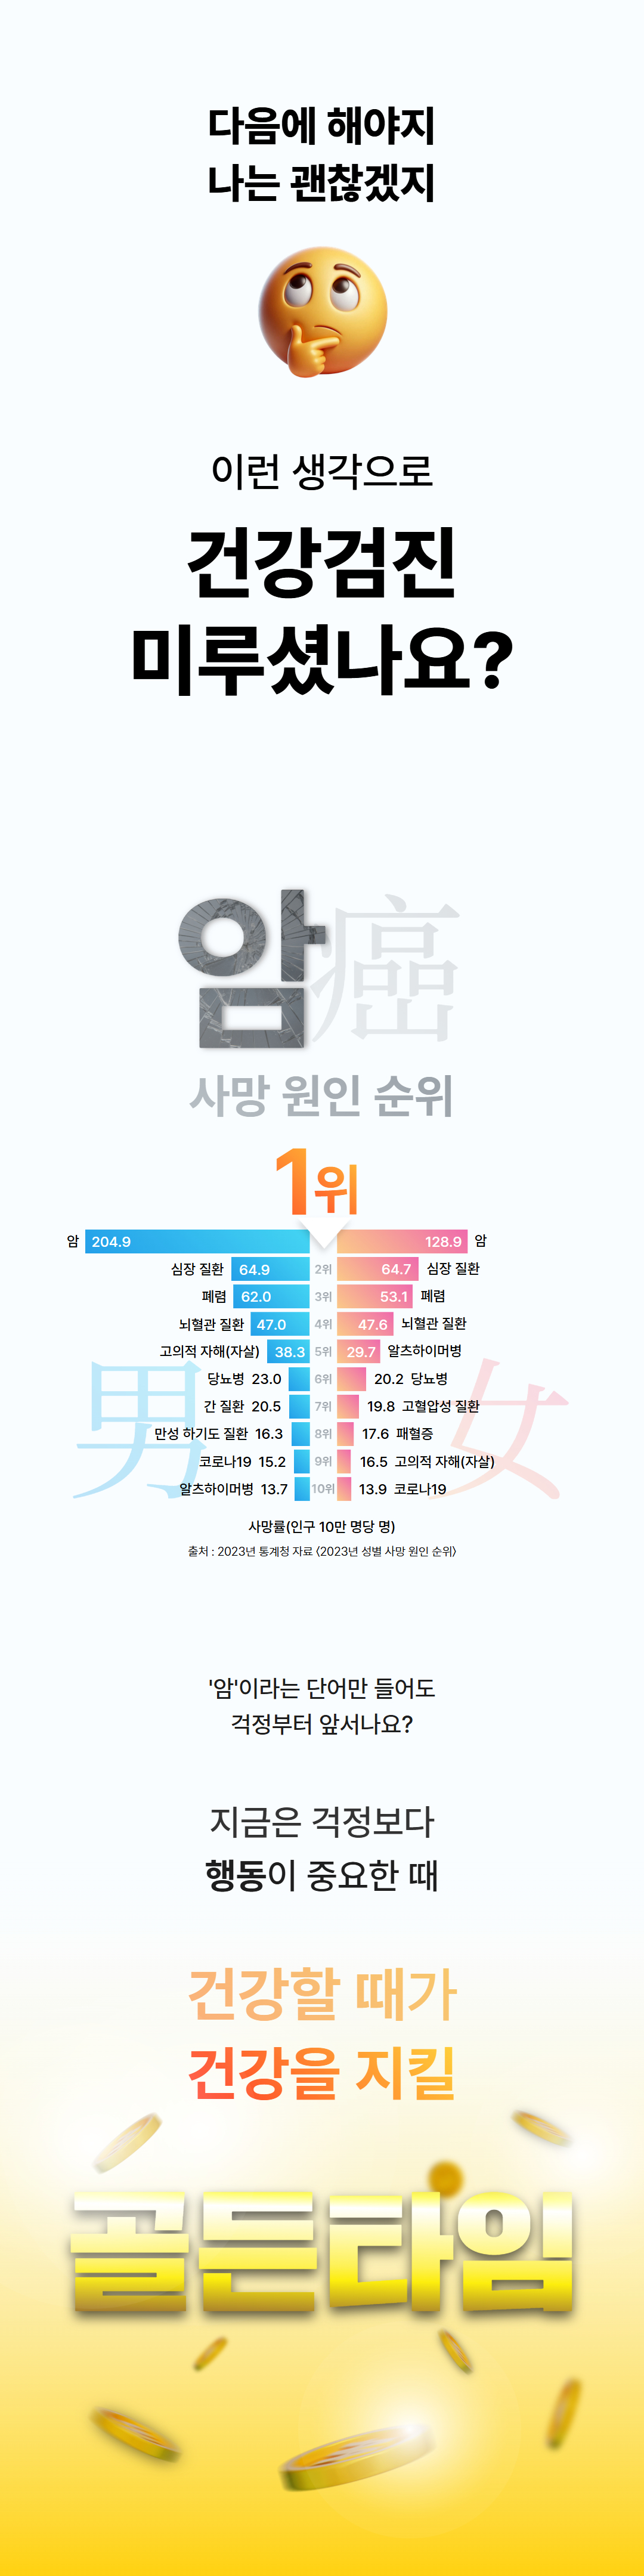 다음에 해야지
나는 괜찮겠지
이런 생각으로
건강검진
미루셨나요?
암 癌
사망 원인 순위
1위
암 204.9 128.9 암
심장 질환 64.9 2위 64.7 심장 질환
폐렴 62.0 3위 53.1 폐렴
뇌혈관 질환 47.0 4위 47.6 뇌혈관 질환
고의적 자해(자살) 38.3 5위 29.7 알츠하이머병
당뇨병 23.0 6위 20.2 당뇨병
간 질환 20.5 7위 19.8 고혈압성 질환
만성 하기도 질환 16.3 8위 17.6 패혈증
코로나19 15.2 9위 16.5 고의적 자해(자살)
알츠하이머병 13.7 10위 13.9 코로나19
男 女
사망률(인구 10만 명당 명)
출처 : 2023년 통계청 자료 〈2023년 성별 사망 원인 순위〉
'암'이라는 단어만 들어도
걱정부터 앞서나요?
지금은 걱정보다
행동이 중요한 때
건강할 때가
건강을 지킬
골든타임